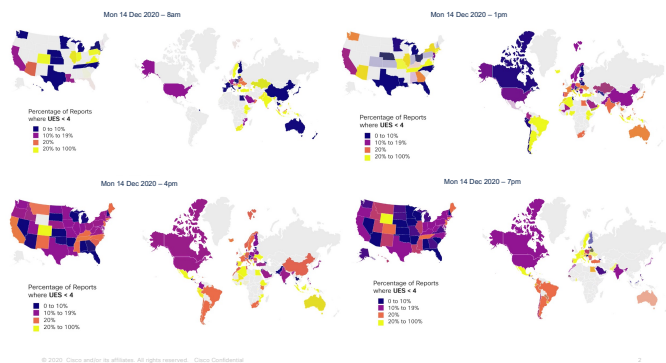 Mon 14 Dec 2020 – 8am
Percentage of Reports
where UES < 4
0 to 10%
10% to 19%
20%
20% to 100%
Mon 14 Dec 2020 – 1pm
Percentage of Reports
where UES < 4
0 to 10%
10% to 19%
20%
20% to 100%
Mon 14 Dec 2020 – 4pm
Percentage of Reports
where UES < 4
0 to 10%
10% to 19%
20%
20% to 100%
Mon 14 Dec 2020 – 7pm
Percentage of Reports
where UES < 4
0 to 10%
10% to 19%
20%
20% to 100%
© 2020 Cisco and/or its affiliates. All rights reserved. Cisco Confidential
2